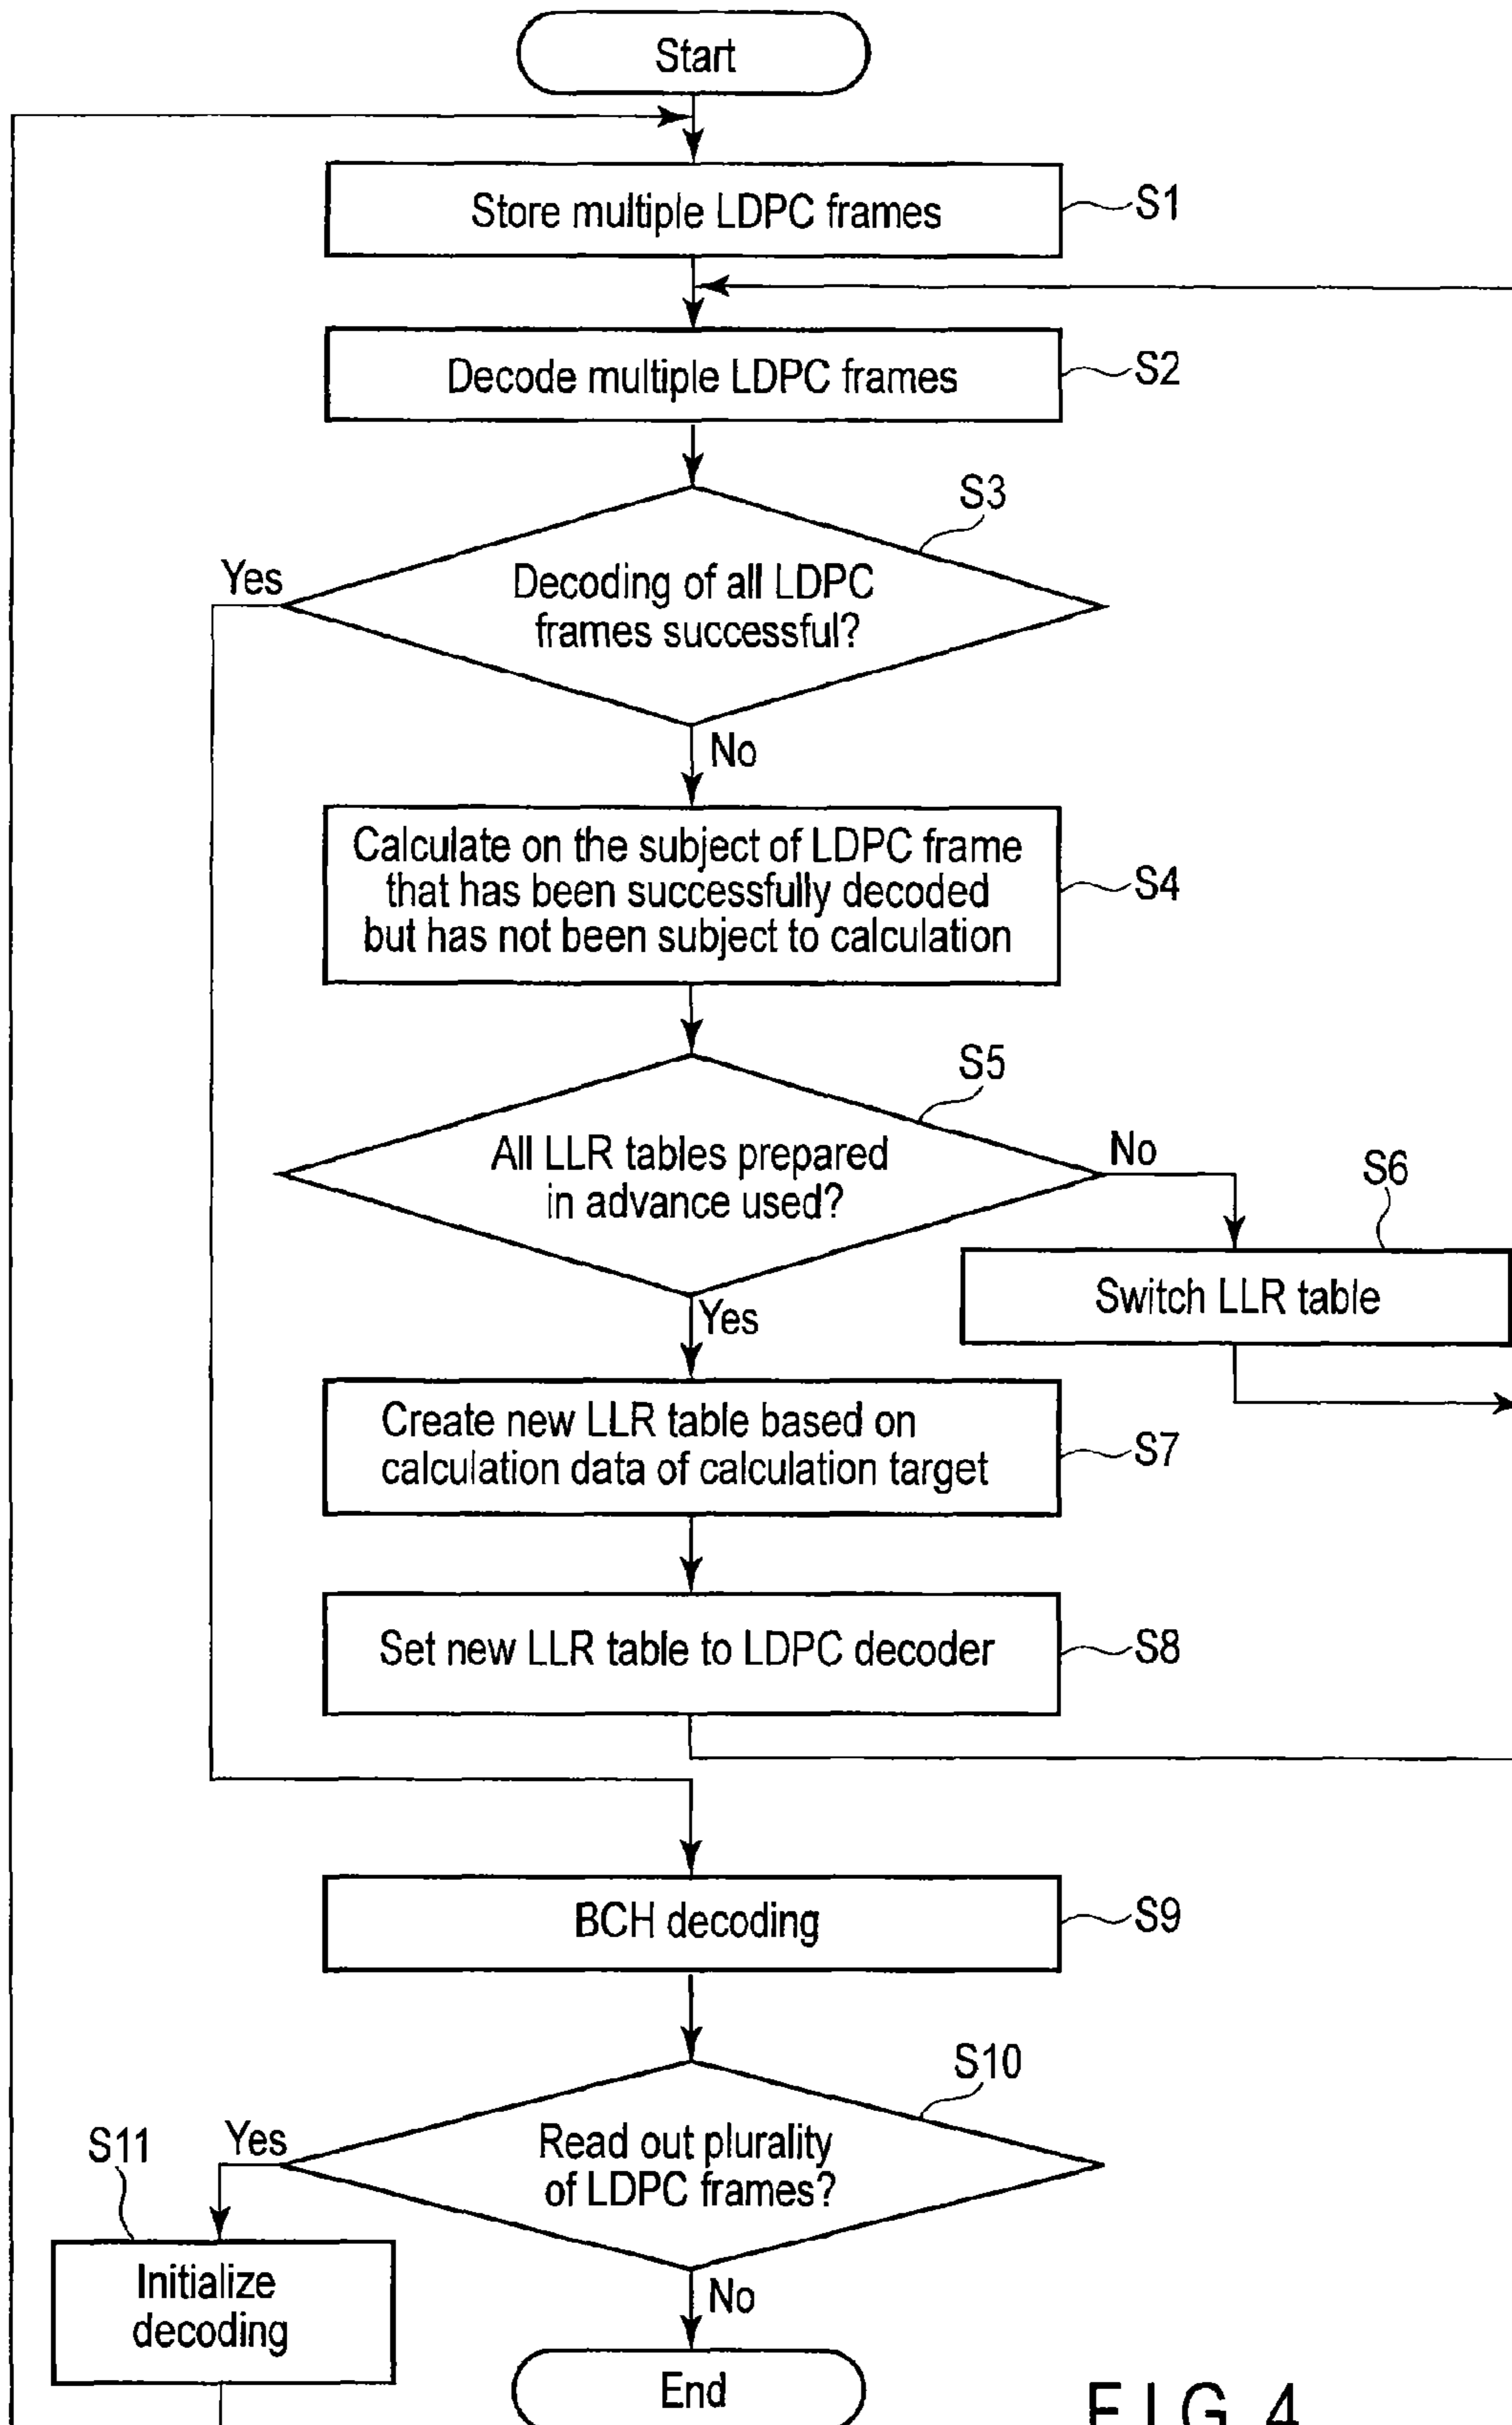 Start
Store multiple LDPC frames
S1
Decode multiple LDPC frames
S2
S3
Yes
Decoding of all LDPC
frames successful?
No
Calculate on the subject of LDPC frame
that has been successfully decoded
but has not been subject to calculation
S4
S5
All LLR tables prepared
in advance used?
No
S6
Switch LLR table
Yes
Create new LLR table based on
calculation data of calculation target
S7
Set new LLR table to LDPC decoder
S8
BCH decoding
S9
S10
Read out plurality
of LDPC frames?
Yes
S11
Initialize
decoding
No
End
FIG. 4